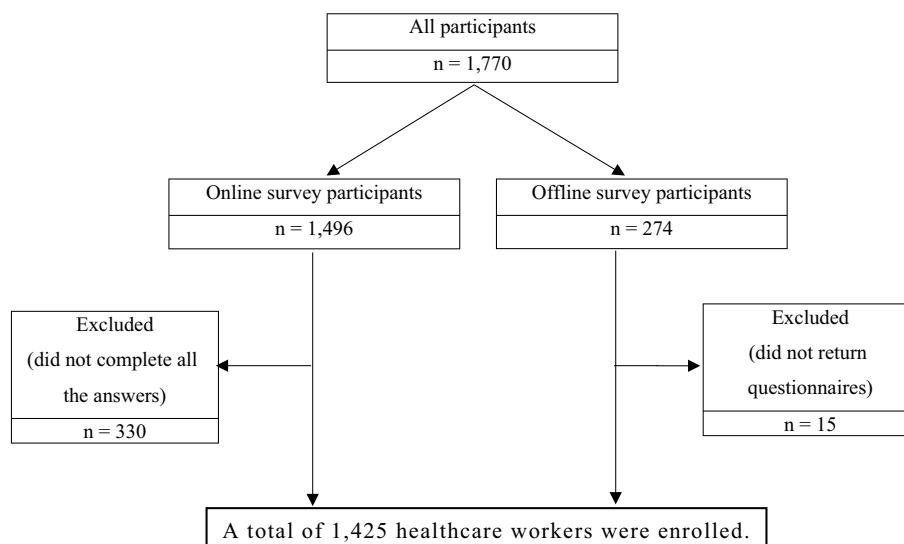 All participants
n = 1,770
Online survey participants
n = 1,496
Offline survey participants
n = 274
Excluded
(did not complete all
the answers)
n = 330
Excluded
(did not return
questionnaires)
n = 15
A total of 1,425 healthcare workers were enrolled.